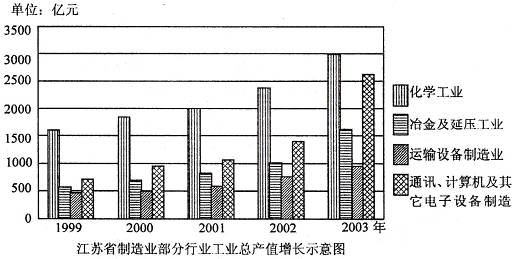 单位：亿元
3500
3000
2500
2000
1500
1000
500
0
1999
2000
2001
2002
2003 年
化学工业
冶金及延压工业
运输设备制造业
通讯、计算机及其
它电子设备制造
江苏省制造业部分行业工业总产值增长示意图